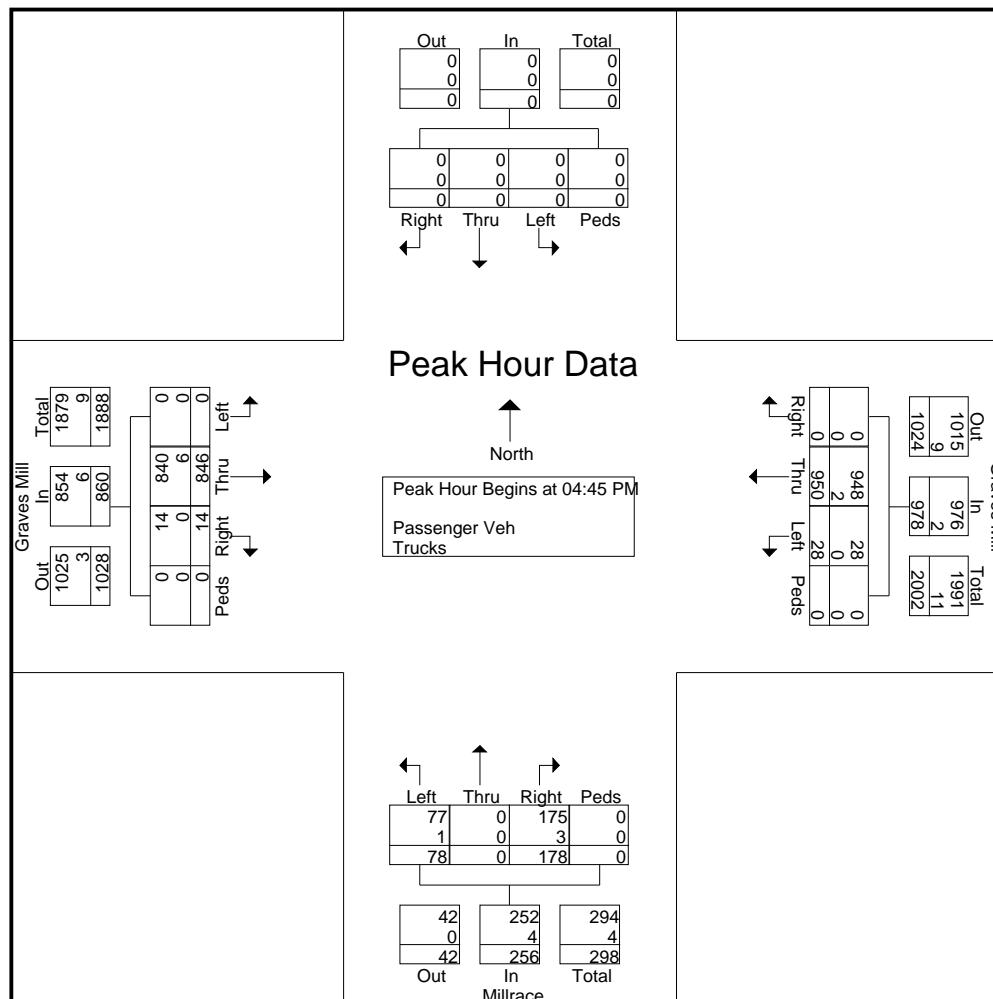 Out In Total
0 0 0
0 0 0
0 0 0
0 0 0 0
0 0 0 0
0 0 0 0
Right Thru Left Peds
Peak Hour Data
North
Peak Hour Begins at 04:45 PM
Passenger Veh
Trucks
Graves Mill
Out In Total
1025 854 1879
3 6 9
1028 860 1888
0 14 840 0
0 0 6 0
0 14 846 0
Peds Right Thru Left
Out In Total
1015 976 1991
9 2 11
1024 978 2002
0 948 28 0
0 2 0 0
0 950 28 0
Right Thru Left Peds
Left Thru Right Peds
77 0 175 0
1 0 3 0
78 0 178 0
42 252 294
0 4 4
42 256 298
Out In Total
Millrace